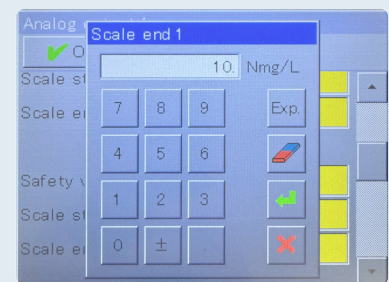 Analog
Scale end 1
O
10. Nmg/L
Scale st
Scale e
7 8 9 Exp.
4 5 6
Safety v
1 2 3
Scale st
0 ± .
Scale e